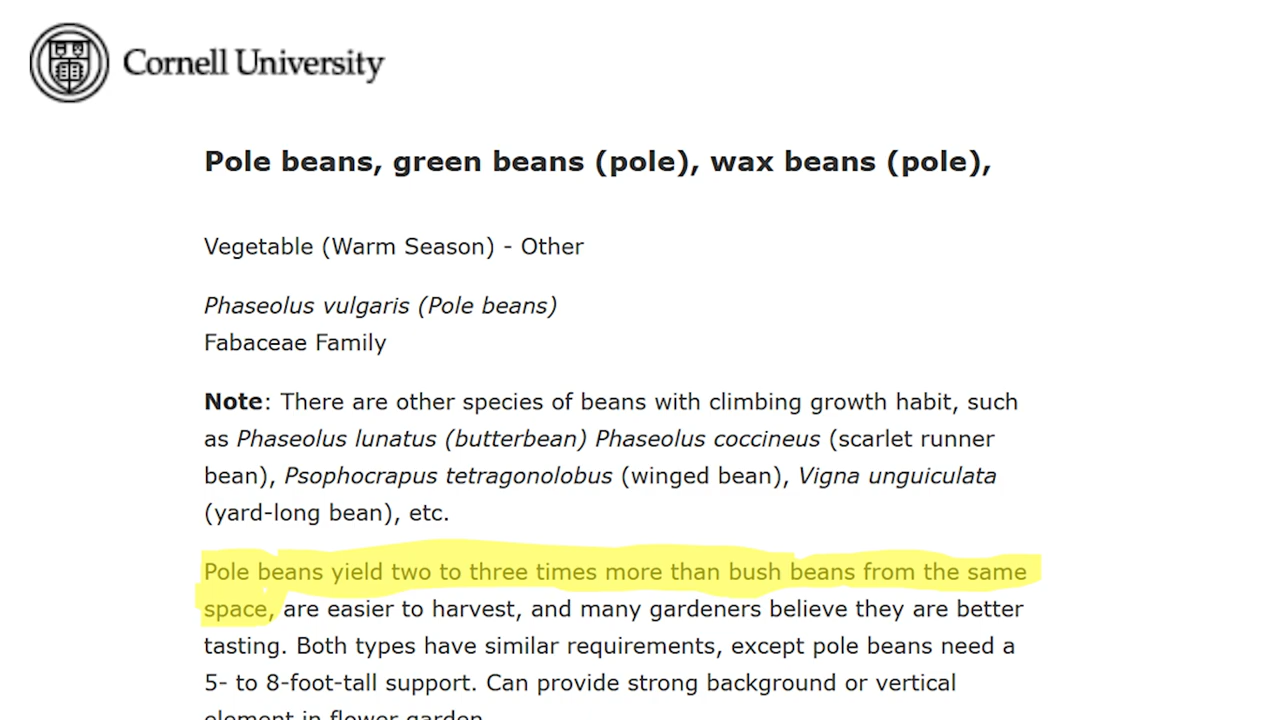 Cornell University
Pole beans, green beans (pole), wax beans (pole),
Vegetable (Warm Season) - Other
Phaseolus vulgaris (Pole beans)
Fabaceae Family
Note: There are other species of beans with climbing growth habit, such
as Phaseolus lunatus (butterbean) Phaseolus coccineus (scarlet runner
bean), Psophocrapus tetragonolobus (winged bean), Vigna unguiculata
(yard-long bean), etc.
Pole beans yield two to three times more than bush beans from the same
space, are easier to harvest, and many gardeners believe they are better
tasting. Both types have similar requirements, except pole beans need a
5- to 8-foot-tall support. Can provide strong background or vertical
element in flower garden.